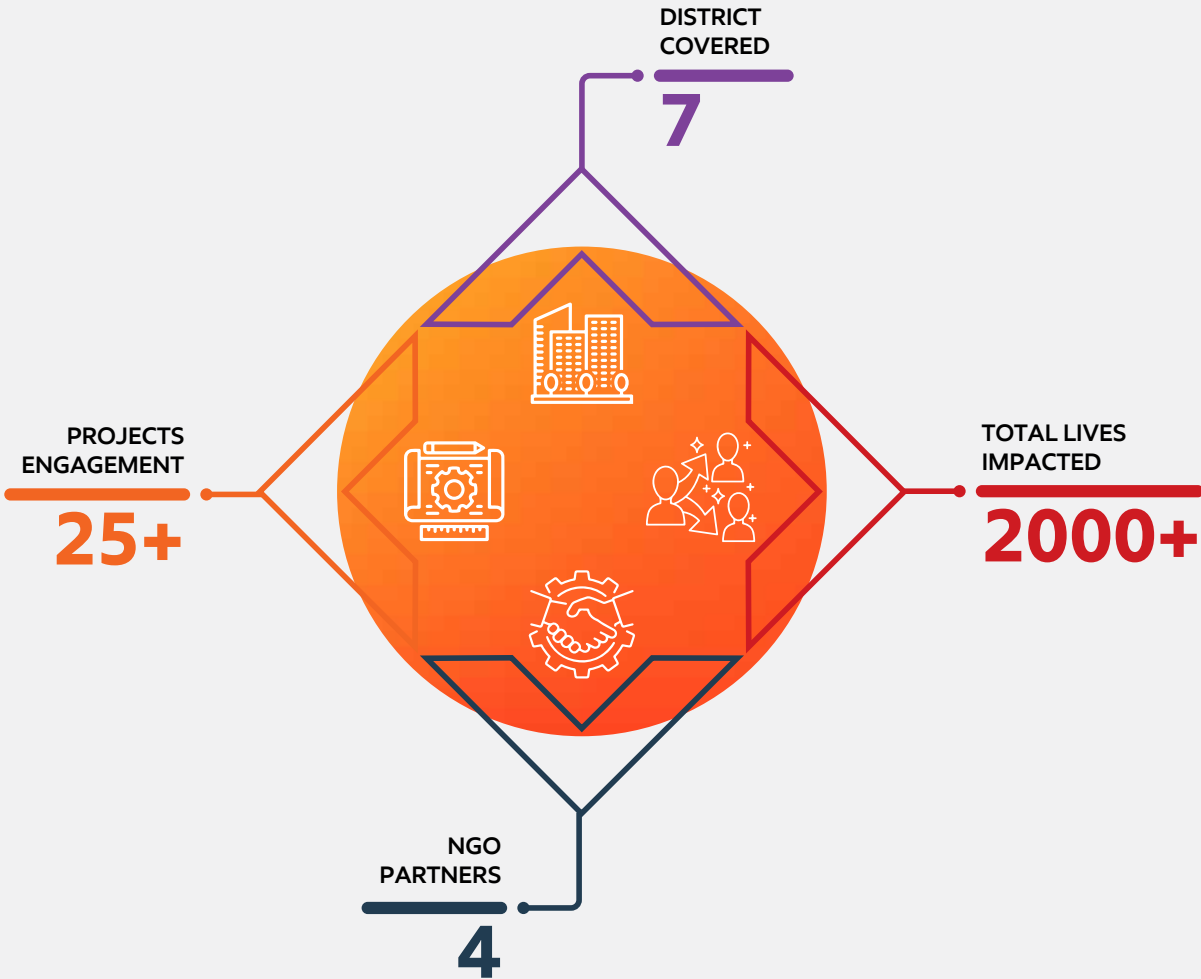 DISTRICT
COVERED
7
PROJECTS
ENGAGEMENT
25+
TOTAL LIVES
IMPACTED
2000+
NGO
PARTNERS
4